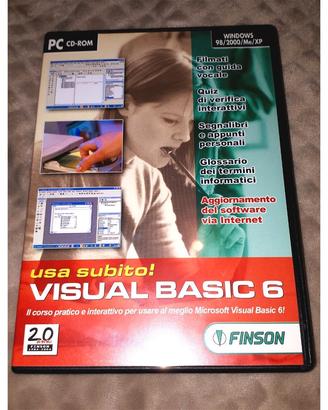 PC CD-ROM
WINDOWS
98/2000/Me/XP
Filmati
con guida
vocale
Quiz
di verifica
interattivi
Segnalibri
e appunti
personali
Glossario
dei termini
informatici
Aggiornamento
del software
via Internet
usa subito!
VISUAL BASIC 6
Il corso pratico e interattivo per usare al meglio Microsoft Visual Basic 6!
20
FINSON
FINSON